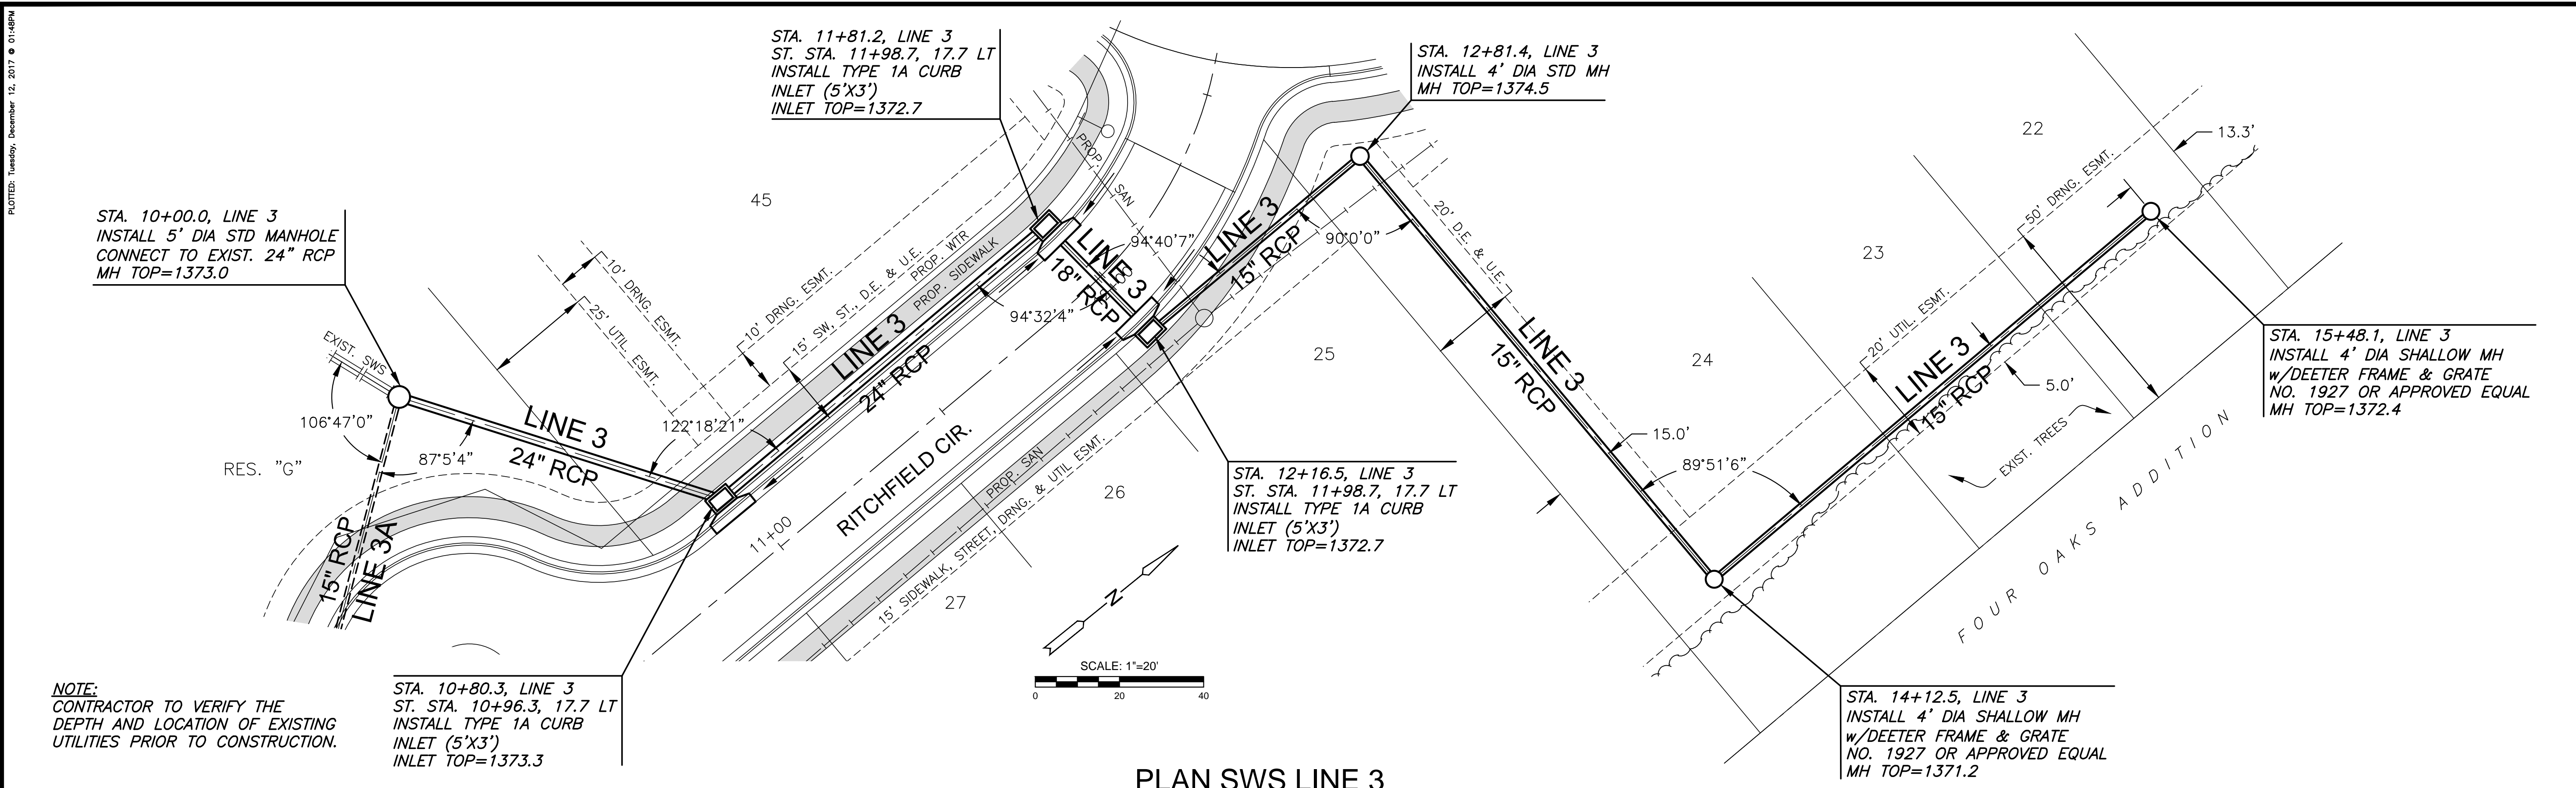 PLOTTED: Tuesday, December 12, 2017 @ 01:48PM
STA. 11+81.2, LINE 3
ST. STA. 11+98.7, 17.7 LT
INSTALL TYPE 1A CURB
INLET (5'X3')
INLET TOP=1372.7
STA. 12+81.4, LINE 3
INSTALL 4' DIA STD MH
MH TOP=1374.5
STA. 10+00.0, LINE 3
INSTALL 5' DIA STD MANHOLE
CONNECT TO EXIST. 24" RCP
MH TOP=1373.0
45
22
13.3'
23
24
25
26
27
PROP. SAN
10' DRNG. ESMT.
25' UTIL. ESMT.
10' DRNG. ESMT.
15' SW, ST., D.E. & U.E.
PROP. WTR
PROP. SIDEWALK
EXIST. SWS
106°47'0"
87°5'4"
RES. "G"
LINE 3
24" RCP
122°18'21"
LINE 3
24" RCP
94°32'4"
LINE 3
18" RCP
94°40'7"
LINE 3
15" RCP
90°0'0"
20' D.E. & U.E.
LINE 3
15" RCP
15.0'
89°51'6"
20' UTIL. ESMT.
50' DRNG. ESMT.
LINE 3
15" RCP
5.0'
EXIST. TREES
FOUR OAKS ADDITION
15" RCP
LINE 3A
11+00
RITCHFIELD CIR.
PROP. SAN
15' SIDEWALK, STREET, DRNG. & UTIL ESMT.
STA. 15+48.1, LINE 3
INSTALL 4' DIA SHALLOW MH
w/DEETER FRAME & GRATE
NO. 1927 OR APPROVED EQUAL
MH TOP=1372.4
STA. 12+16.5, LINE 3
ST. STA. 11+98.7, 17.7 LT
INSTALL TYPE 1A CURB
INLET (5'X3')
INLET TOP=1372.7
N
SCALE: 1"=20'
0 20 40
NOTE:
CONTRACTOR TO VERIFY THE
DEPTH AND LOCATION OF EXISTING
UTILITIES PRIOR TO CONSTRUCTION.
STA. 10+80.3, LINE 3
ST. STA. 10+96.3, 17.7 LT
INSTALL TYPE 1A CURB
INLET (5'X3')
INLET TOP=1373.3
STA. 14+12.5, LINE 3
INSTALL 4' DIA SHALLOW MH
w/DEETER FRAME & GRATE
NO. 1927 OR APPROVED EQUAL
MH TOP=1371.2
PLAN SWS LINE 3